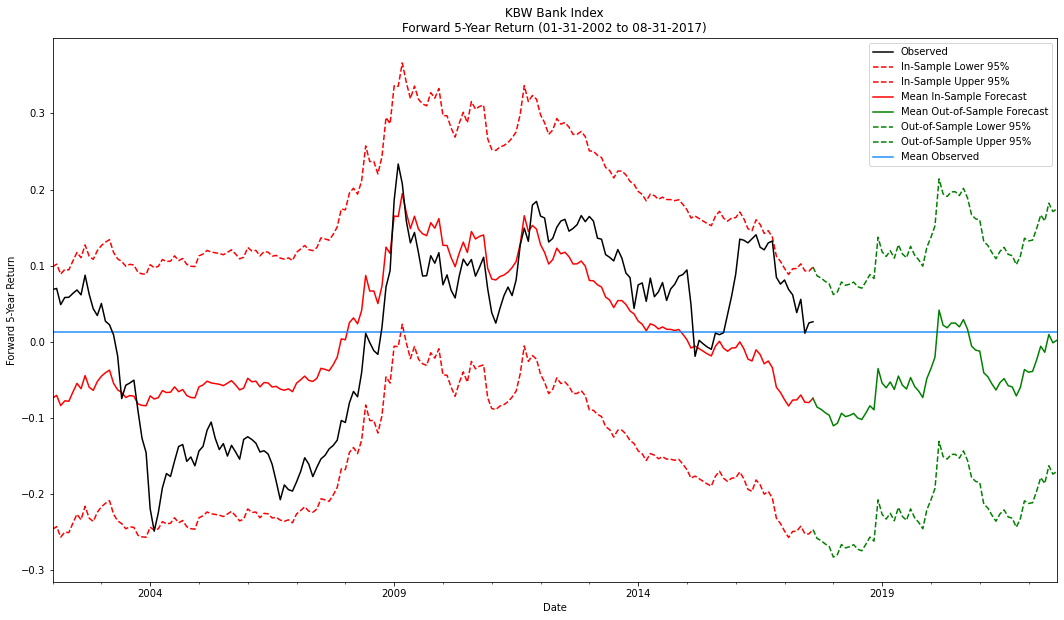 KBW Bank Index
Forward 5-Year Return (01-31-2002 to 08-31-2017)
Observed
In-Sample Lower 95%
In-Sample Upper 95%
Mean In-Sample Forecast
Mean Out-of-Sample Forecast
Out-of-Sample Lower 95%
Out-of-Sample Upper 95%
Mean Observed
Forward 5-Year Return
0.3
0.2
0.1
0.0
−0.1
−0.2
−0.3
2004
2009
2014
2019
Date